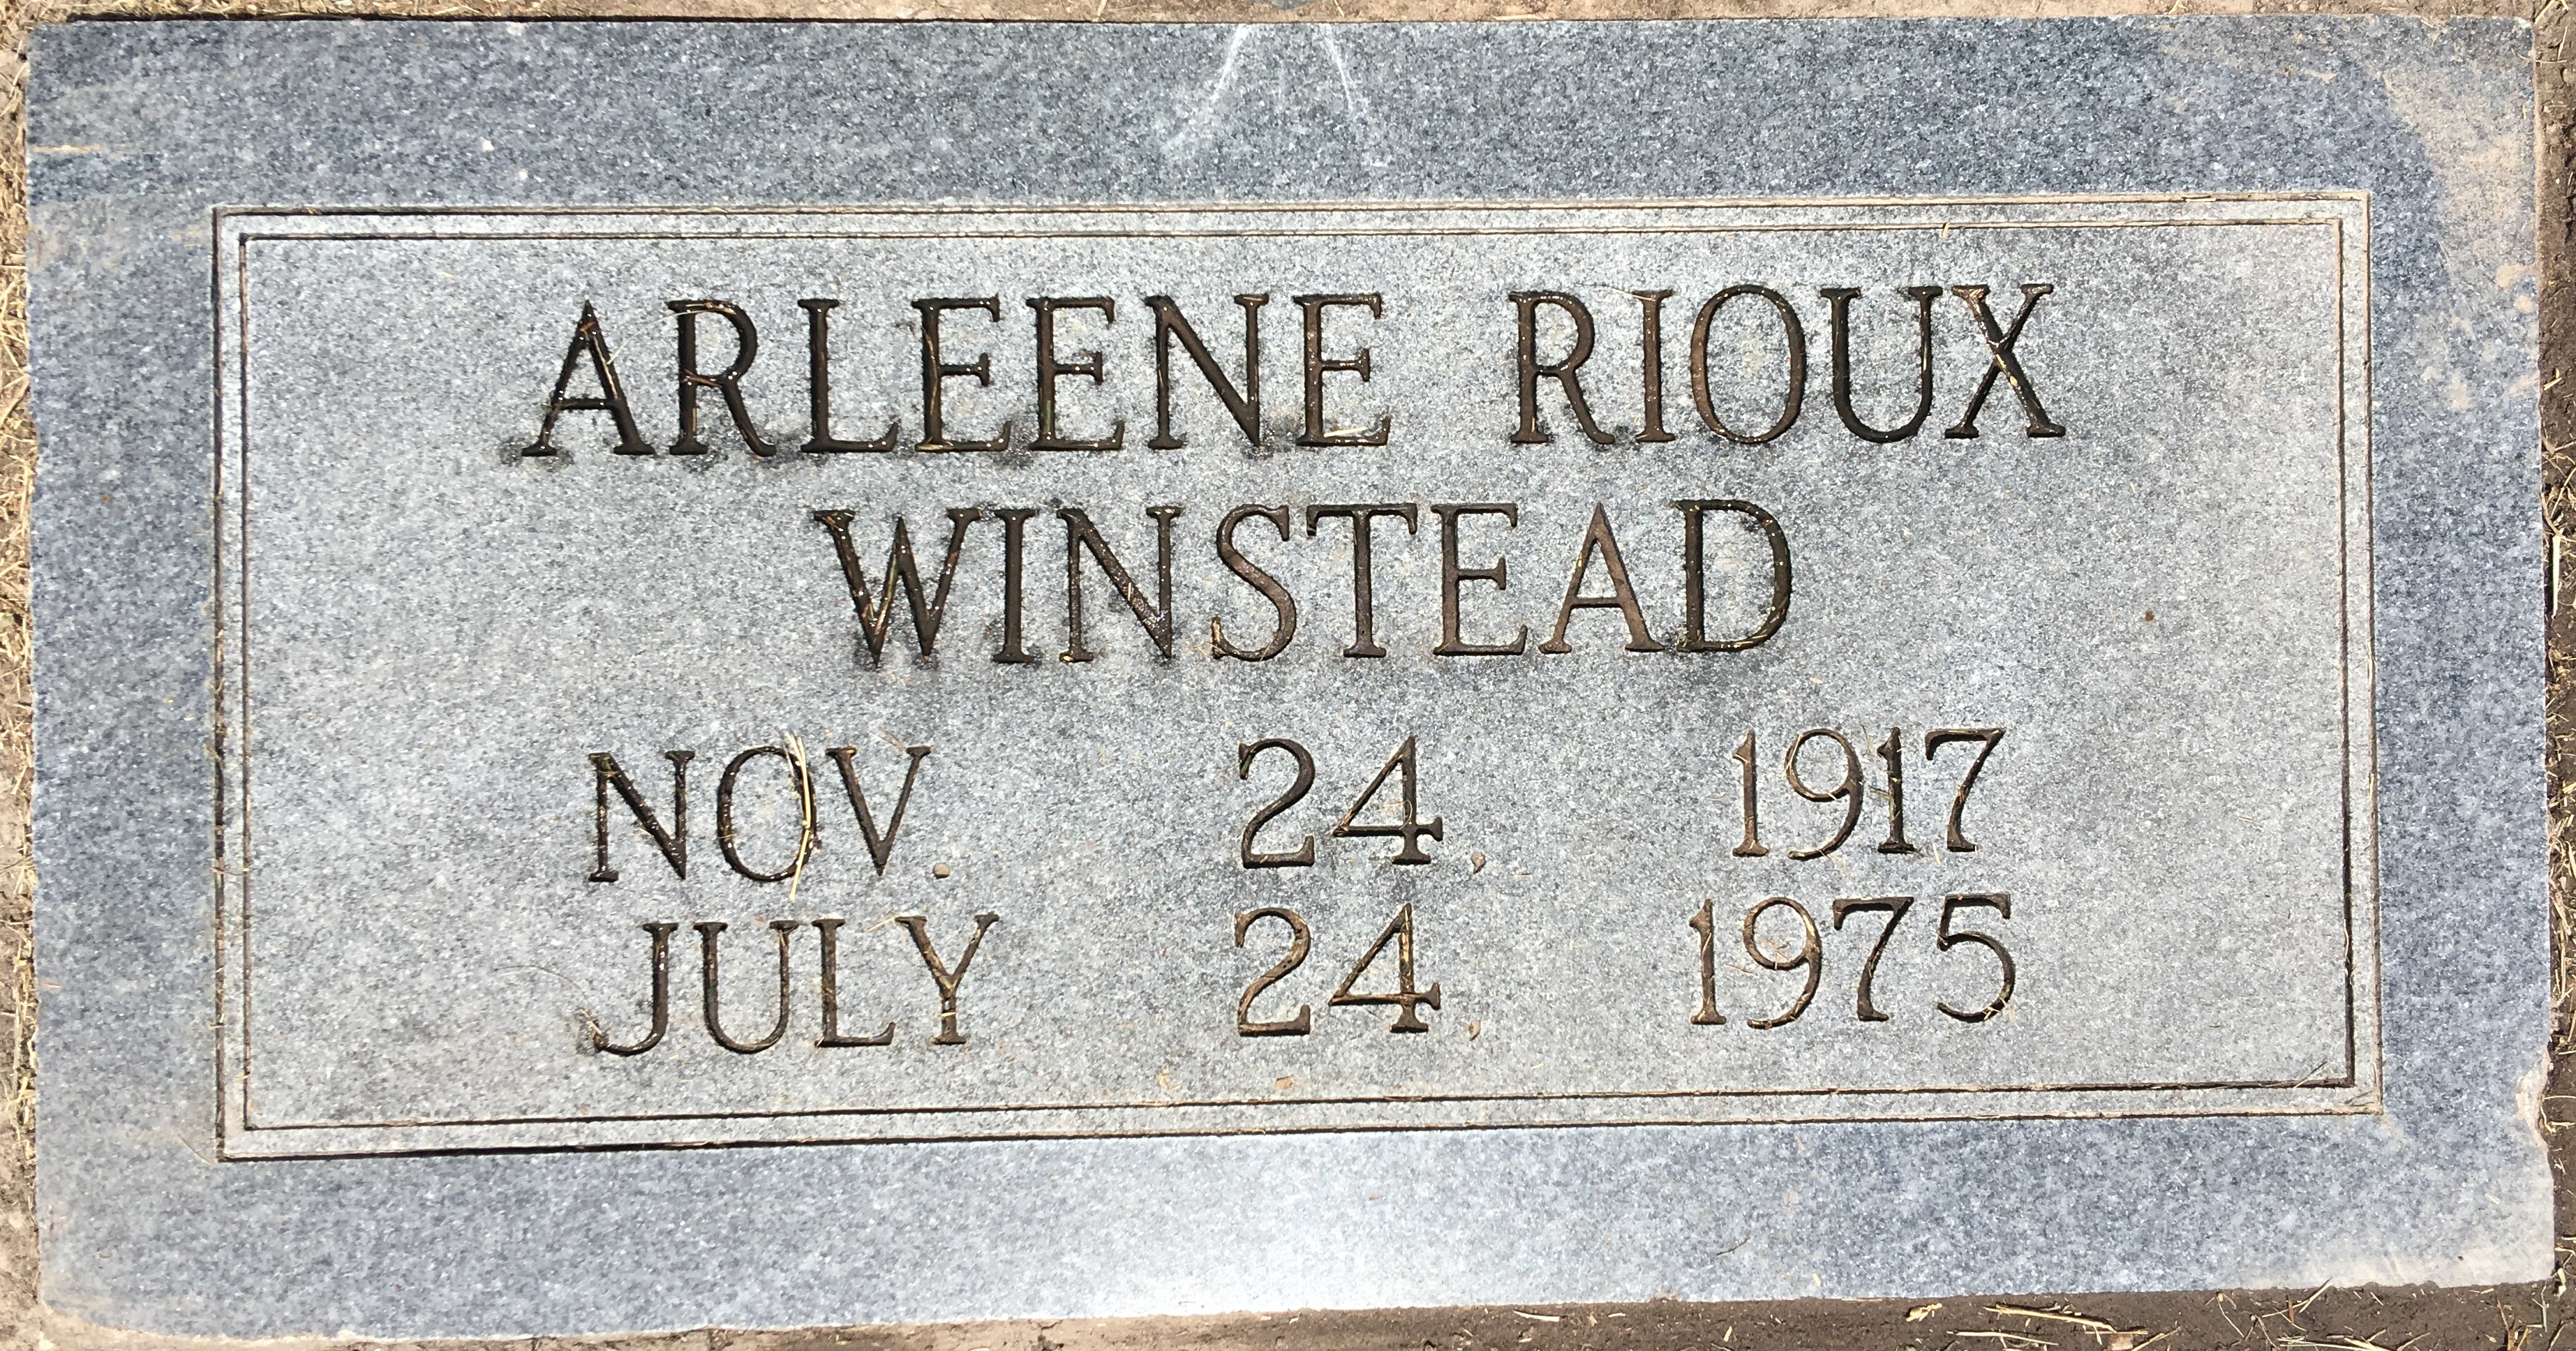 ARLEENE RIOUX
WINSTEAD
NOV. 24, 1917
JULY 24, 1975